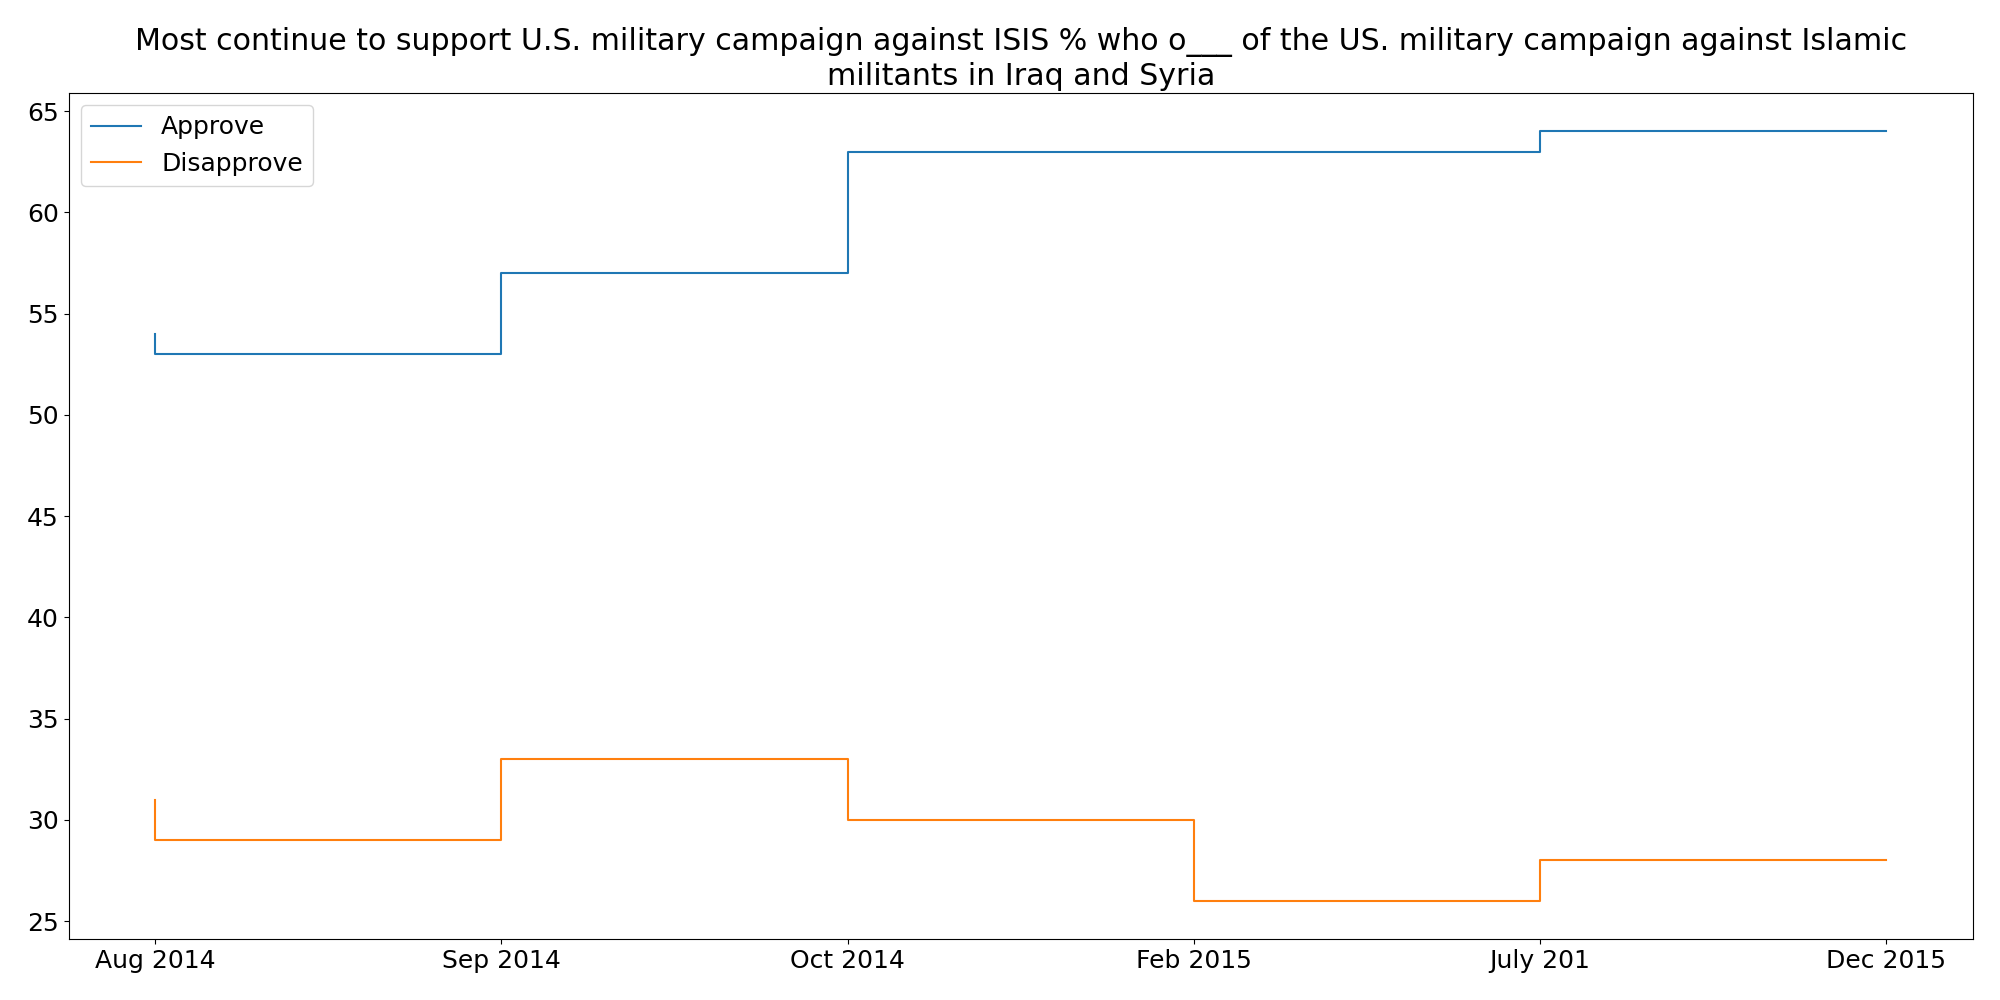 Most continue to support U.S. military campaign against ISIS % who o___ of the US. military campaign against Islamic
militants in Iraq and Syria
Approve
Disapprove
65
60
55
50
45
40
35
30
25
Aug 2014 Sep 2014 Oct 2014 Feb 2015 July 201 Dec 2015